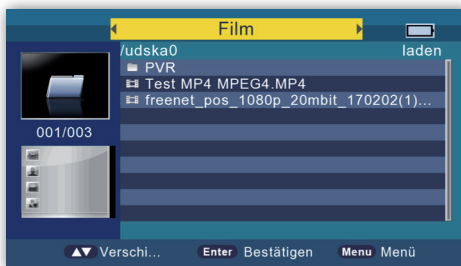 Film
/udska0 laden
PVR
Test MP4 MPEG4.MP4
freenet_pos_1080p_20mbit_170202(1)...
001/003
Verschi... Enter Bestätigen Menu Menü